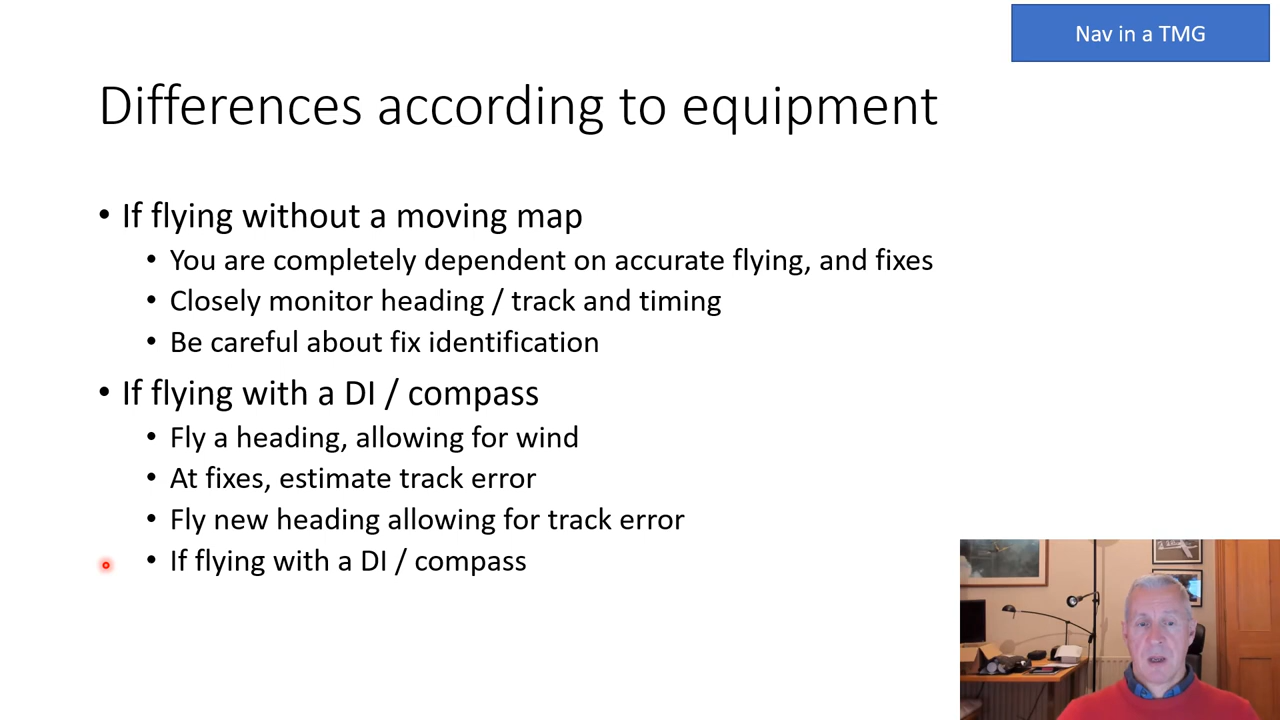 Nav in a TMG
Differences according to equipment
• If flying without a moving map
• You are completely dependent on accurate flying, and fixes
• Closely monitor heading / track and timing
• Be careful about fix identification
• If flying with a DI / compass
• Fly a heading, allowing for wind
• At fixes, estimate track error
• Fly new heading allowing for track error
• If flying with a DI / compass